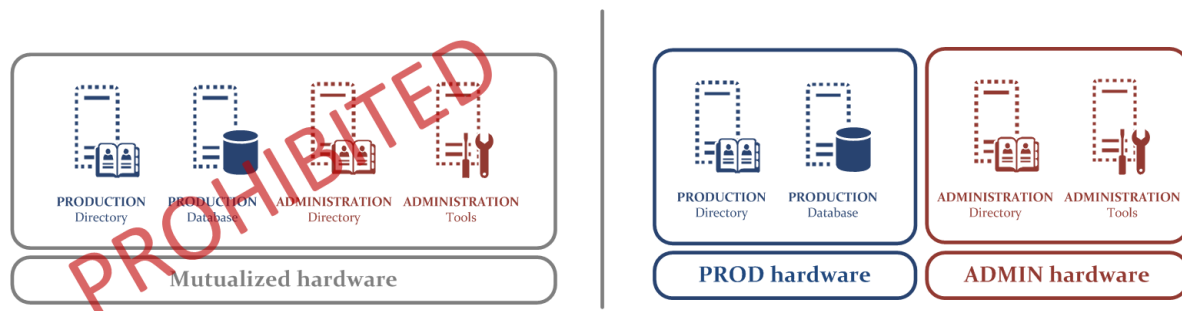 PROHIBITED
PRODUCTION
Directory
PRODUCTION
Database
ADMINISTRATION
Directory
ADMINISTRATION
Tools
Mutualized hardware
PRODUCTION
Directory
PRODUCTION
Database
ADMINISTRATION
Directory
ADMINISTRATION
Tools
PROD hardware
ADMIN hardware